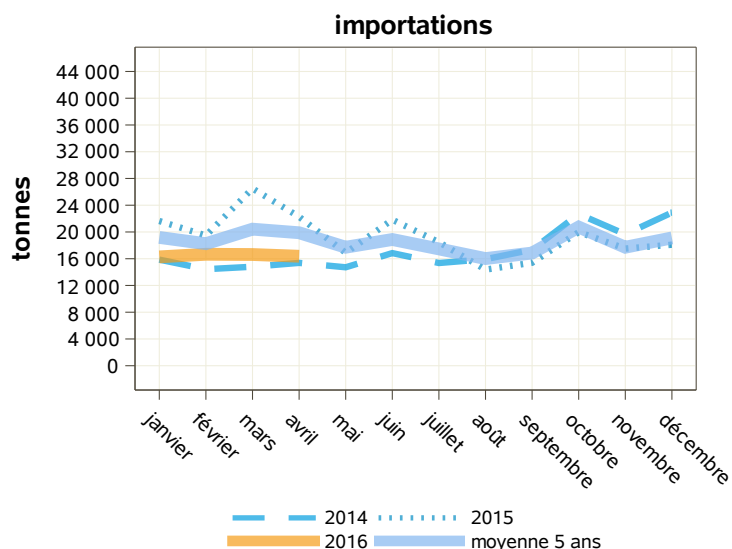 importations
tonnes
44 000
40 000
36 000
32 000
28 000
24 000
20 000
16 000
12 000
8 000
4 000
0
janvier
février
mars
avril
mai
juin
juillet
août
septembre
octobre
novembre
décembre
2014 2015
2016 moyenne 5 ans